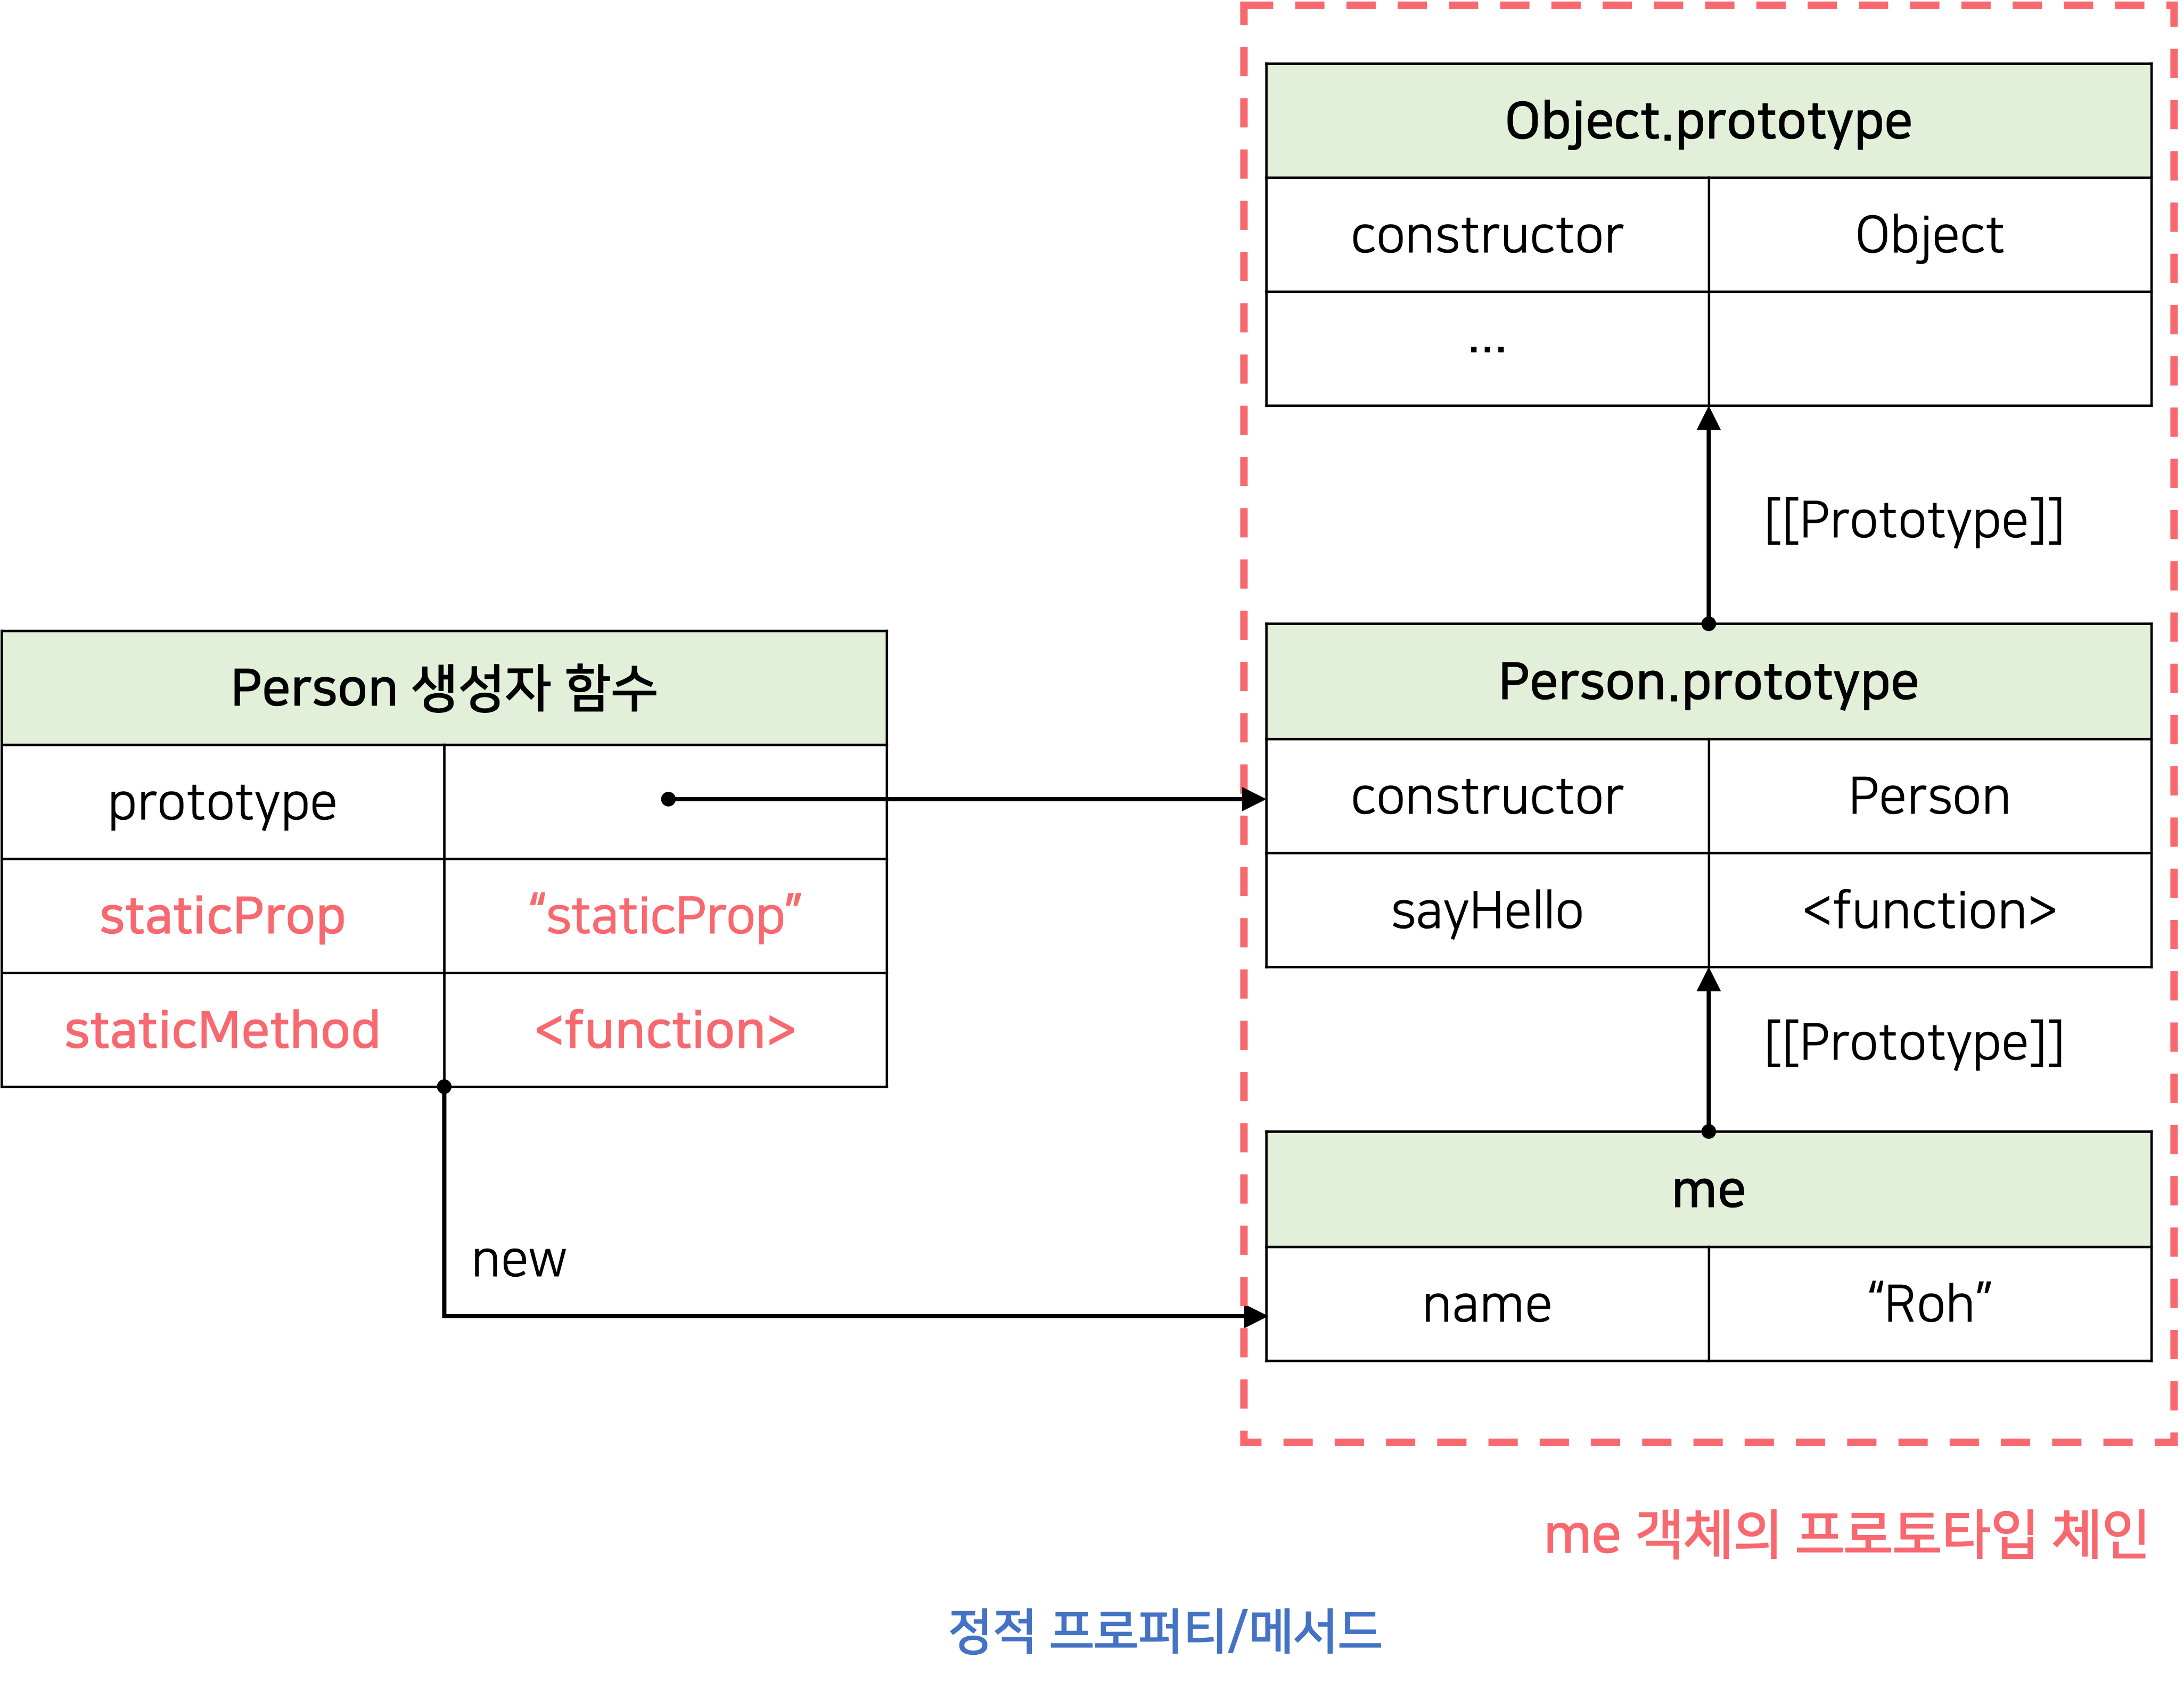 Object.prototype
constructor Object
...
[[Prototype]]
Person 생성자 함수
prototype
staticProp “staticProp”
staticMethod <function>
Person.prototype
constructor Person
sayHello <function>
[[Prototype]]
new
me
name “Roh”
me 객체의 프로토타입 체인
정적 프로퍼티/메서드